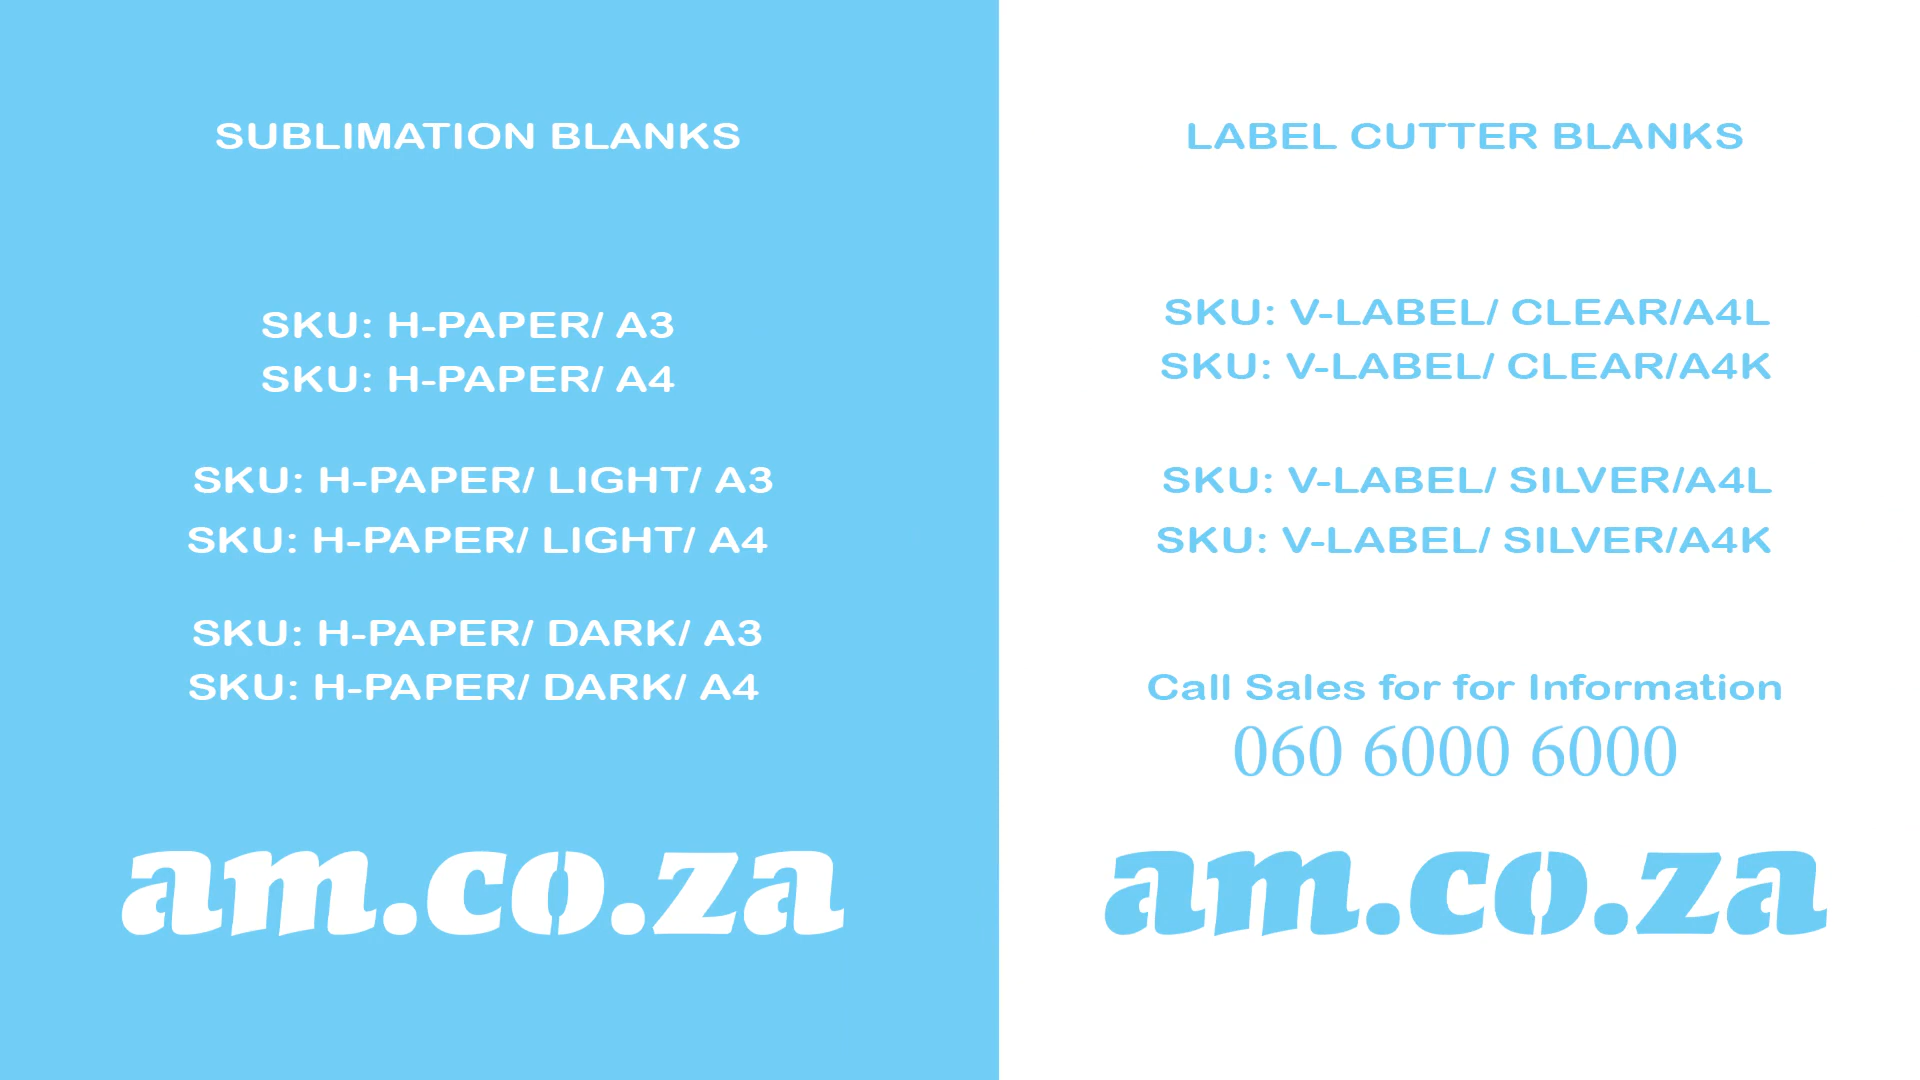 SUBLIMATION BLANKS
SKU: H-PAPER/ A3
SKU: H-PAPER/ A4
SKU: H-PAPER/ LIGHT/ A3
SKU: H-PAPER/ LIGHT/ A4
SKU: H-PAPER/ DARK/ A3
SKU: H-PAPER/ DARK/ A4
am.co.za
LABEL CUTTER BLANKS
SKU: V-LABEL/ CLEAR/A4L
SKU: V-LABEL/ CLEAR/A4K
SKU: V-LABEL/ SILVER/A4L
SKU: V-LABEL/ SILVER/A4K
Call Sales for for Information
060 6000 6000
am.co.za